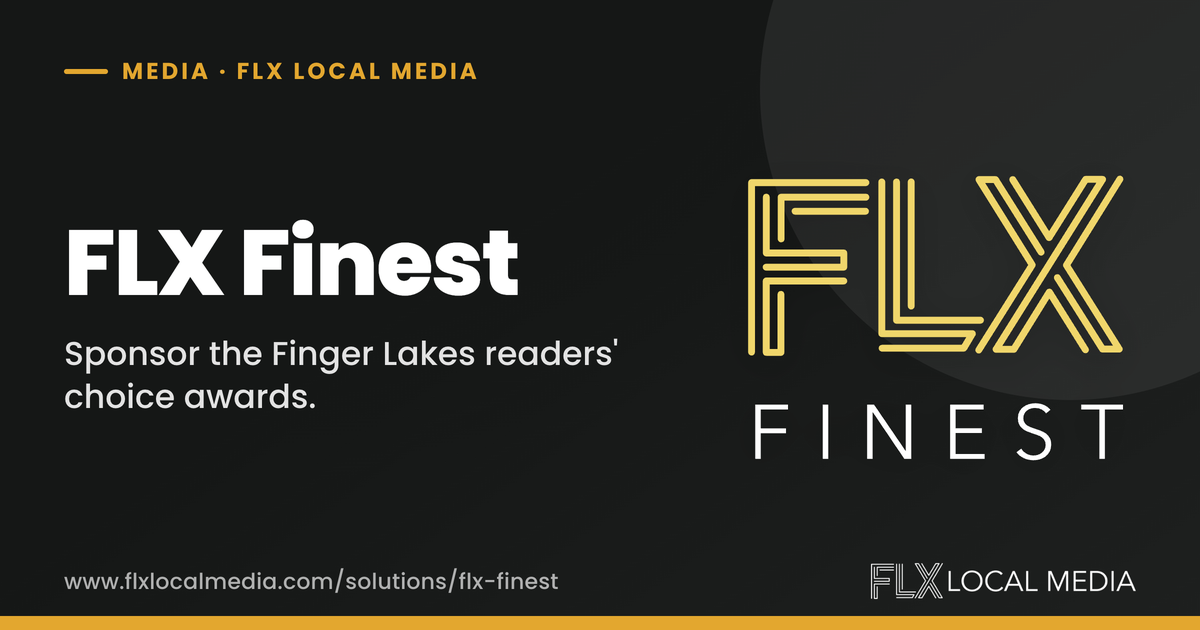 MEDIA · FLX LOCAL MEDIA
FLX Finest
Sponsor the Finger Lakes readers'
choice awards.
FLX
FINEST
www.flxlocalmedia.com/solutions/flx-finest
FLX LOCAL MEDIA